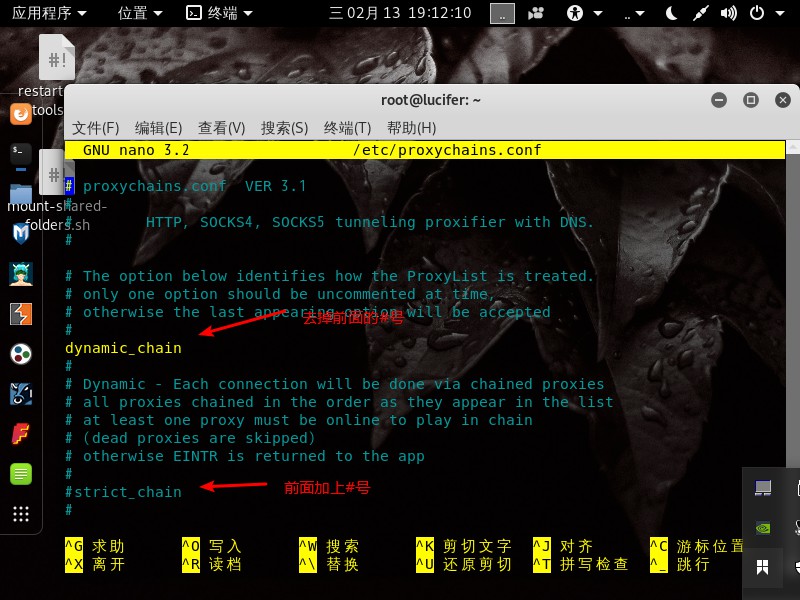 应用程序 位置 终端 三 02月 13 19:12:10
#!
restart
tools
#
mount-shared-
folders.sh
root@lucifer: ~
文件(F) 编辑(E) 查看(V) 搜索(S) 终端(T) 帮助(H)
GNU nano 3.2 /etc/proxychains.conf
# proxychains.conf VER 3.1
#
# HTTP, SOCKS4, SOCKS5 tunneling proxifier with DNS.
#
# The option below identifies how the ProxyList is treated.
# only one option should be uncommented at time,
# otherwise the last appearing option will be accepted
去掉前面的#号
#
dynamic_chain
#
# Dynamic - Each connection will be done via chained proxies
# all proxies chained in the order as they appear in the list
# at least one proxy must be online to play in chain
# (dead proxies are skipped)
# otherwise EINTR is returned to the app
#
#strict_chain
前面加上#号
#
^G 求助 ^O 写入 ^W 搜索 ^K 剪切文字 ^J 对齐 ^C 游标位置
^X 离开 ^R 读档 ^\ 替换 ^U 还原剪切 ^T 拼写检查 ^_ 跳行